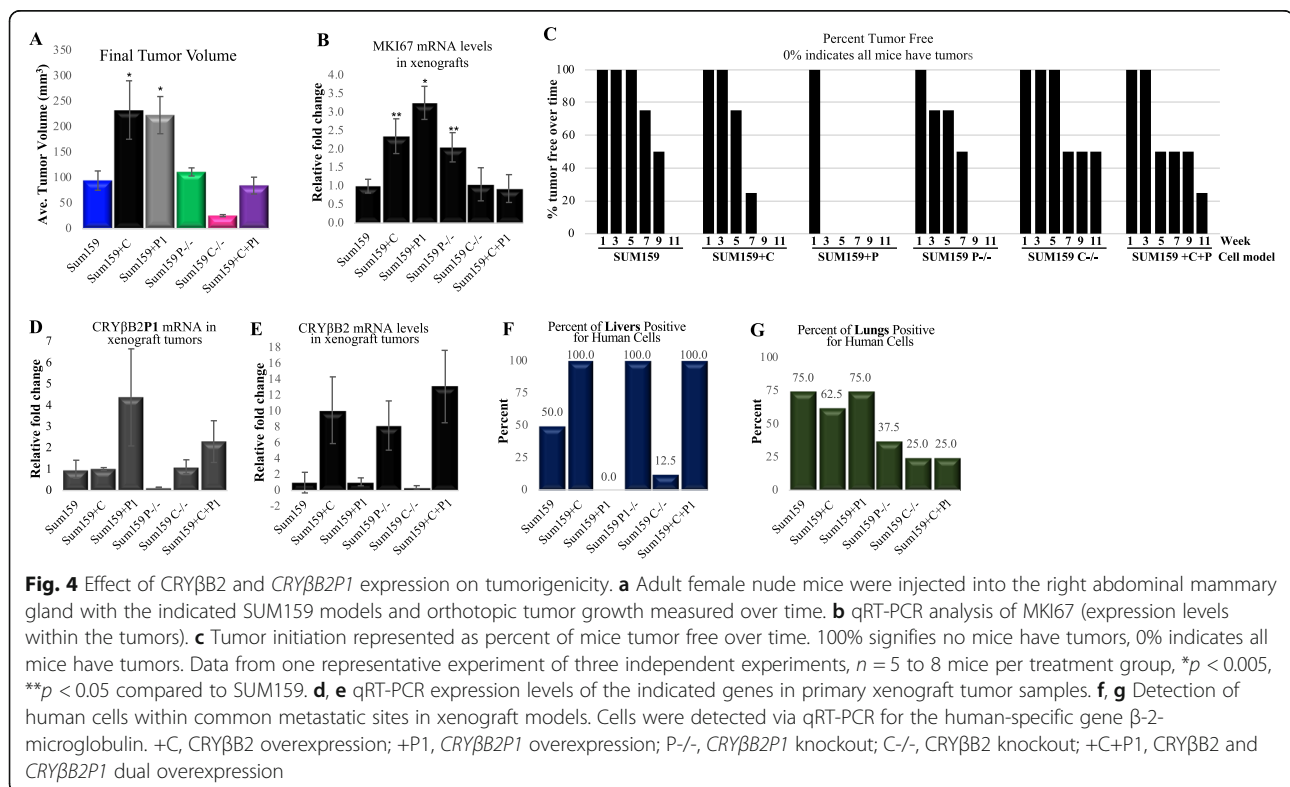 A
Final Tumor Volume
Ave. Tumor Volume (mm³)
350
300
250
200
150
100
50
0
*
*
Sum159
Sum159+C
Sum159+P1
Sum159 P-/-
Sum159 C-/-
Sum159+C+P1
B
MKI67 mRNA levels
in xenografts
Relative fold change
4.0
3.5
3.0
2.5
2.0
1.5
1.0
0.5
0.0
**
*
**
Sum159
Sum159+C
Sum159+P1
Sum159 P-/-
Sum159 C-/-
Sum159+C+P1
C
Percent Tumor Free
0% indicates all mice have tumors
% tumor free over time
100
80
60
40
20
0
1 3 5 7 9 11 1 3 5 7 9 11 1 3 5 7 9 11 1 3 5 7 9 11 1 3 5 7 9 11 1 3 5 7 9 11 Week
SUM159 SUM159+C SUM159+P SUM159 P-/- SUM159 C-/- SUM159 +C+P Cell model
D
CRYβB2P1 mRNA in
xenograft tumors
Relative fold change
7
6
5
4
3
2
1
0
Sum159
Sum159+C
Sum159+P1
Sum159 P-/-
Sum159 C-/-
Sum159+C+P1
E
CRYβB2 mRNA levels
in xenograft tumors
Relative fold change
18
16
14
12
10
8
6
4
2
0
-2
Sum159
Sum159+C
Sum159+P1
Sum159 P-/-
Sum159 C-/-
Sum159+C+P1
F
Percent of Livers Positive
for Human Cells
Percent
100
75
50
25
0
50.0
100.0
0.0
100.0
12.5
100.0
Sum159
Sum159+C
Sum159+P1
Sum159 P1-/-
Sum159 C-/-
Sum159+C+P1
G
Percent of Lungs Positive
for Human Cells
Percent
100
75
50
25
0
75.0
62.5
75.0
37.5
25.0
25.0
Sum159
Sum159+C
Sum159+P1
Sum159 P-/-
Sum159 C-/-
Sum159+C+P1
Fig. 4 Effect of CRYβB2 and CRYβB2P1 expression on tumorigenicity. a Adult female nude mice were injected into the right abdominal mammary
gland with the indicated SUM159 models and orthotopic tumor growth measured over time. b qRT-PCR analysis of MKI67 (expression levels
within the tumors). c Tumor initiation represented as percent of mice tumor free over time. 100% signifies no mice have tumors, 0% indicates all
mice have tumors. Data from one representative experiment of three independent experiments, n = 5 to 8 mice per treatment group, *p < 0.005,
**p < 0.05 compared to SUM159. d, e qRT-PCR expression levels of the indicated genes in primary xenograft tumor samples. f, g Detection of
human cells within common metastatic sites in xenograft models. Cells were detected via qRT-PCR for the human-specific gene β-2-
microglobulin. +C, CRYβB2 overexpression; +P1, CRYβB2P1 overexpression; P-/-, CRYβB2P1 knockout; C-/-, CRYβB2 knockout; +C+P1, CRYβB2 and
CRYβB2P1 dual overexpression